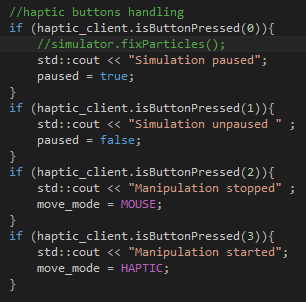 //haptic buttons handling
if (haptic_client.isButtonPressed(0)){
    //simulator.fixParticles();
    std::cout << "Simulation paused";
    paused = true;
}
if (haptic_client.isButtonPressed(1)){
    std::cout << "Simulation unpaused " ;
    paused = false;
}
if (haptic_client.isButtonPressed(2)){
    std::cout << "Manipulation stopped" ;
    move_mode = MOUSE;
}
if (haptic_client.isButtonPressed(3)){
    std::cout << "Manipulation started";
    move_mode = HAPTIC;
}